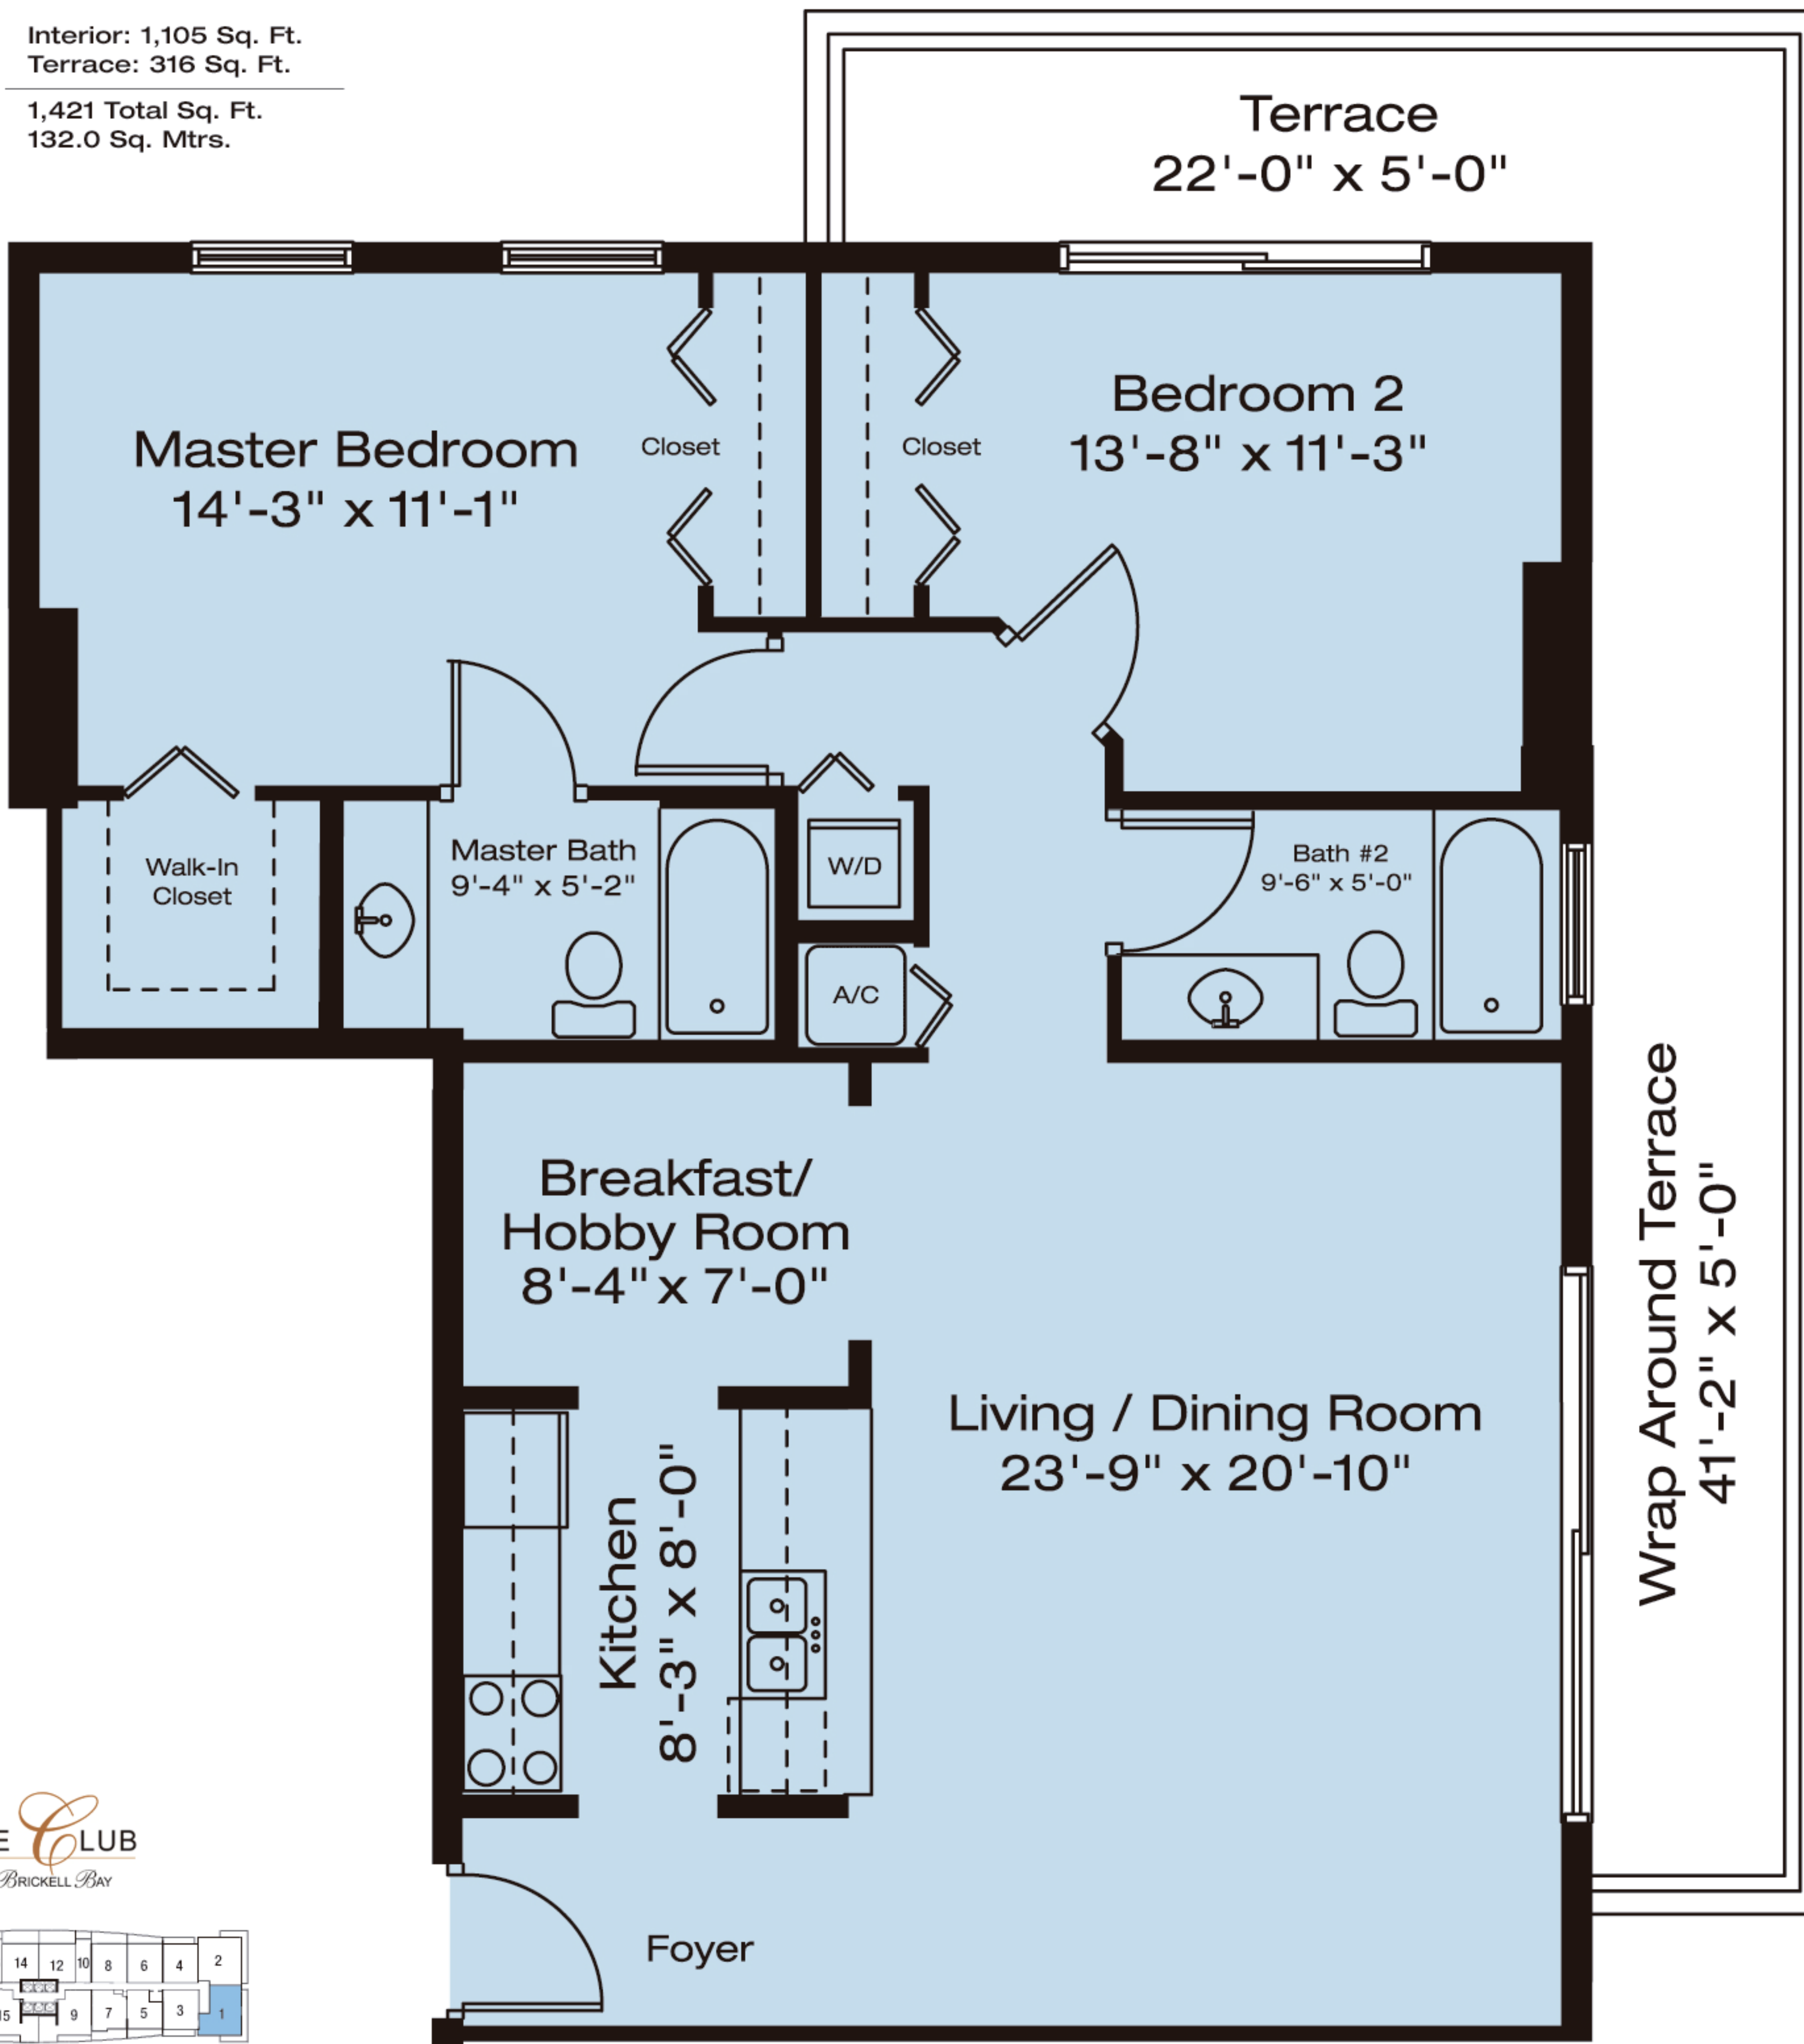 Interior: 1,105 Sq. Ft.
Terrace: 316 Sq. Ft.
1,421 Total Sq. Ft.
132.0 Sq. Mtrs.
Terrace
22'-0" x 5'-0"
Master Bedroom
14'-3" x 11'-1"
Closet
Closet
Bedroom 2
13'-8" x 11'-3"
Walk-In
Closet
Master Bath
9'-4" x 5'-2"
W/D
A/C
Bath #2
9'-6" x 5'-0"
Breakfast/
Hobby Room
8'-4" x 7'-0"
Living / Dining Room
23'-9" x 20'-10"
Wrap Around Terrace
41'-2" x 5'-0"
Kitchen
8'-3" x 8'-0"
Foyer
E CLUB
BRICKELL BAY
14 12 10 8 6 4 2
15 9 7 5 3 1